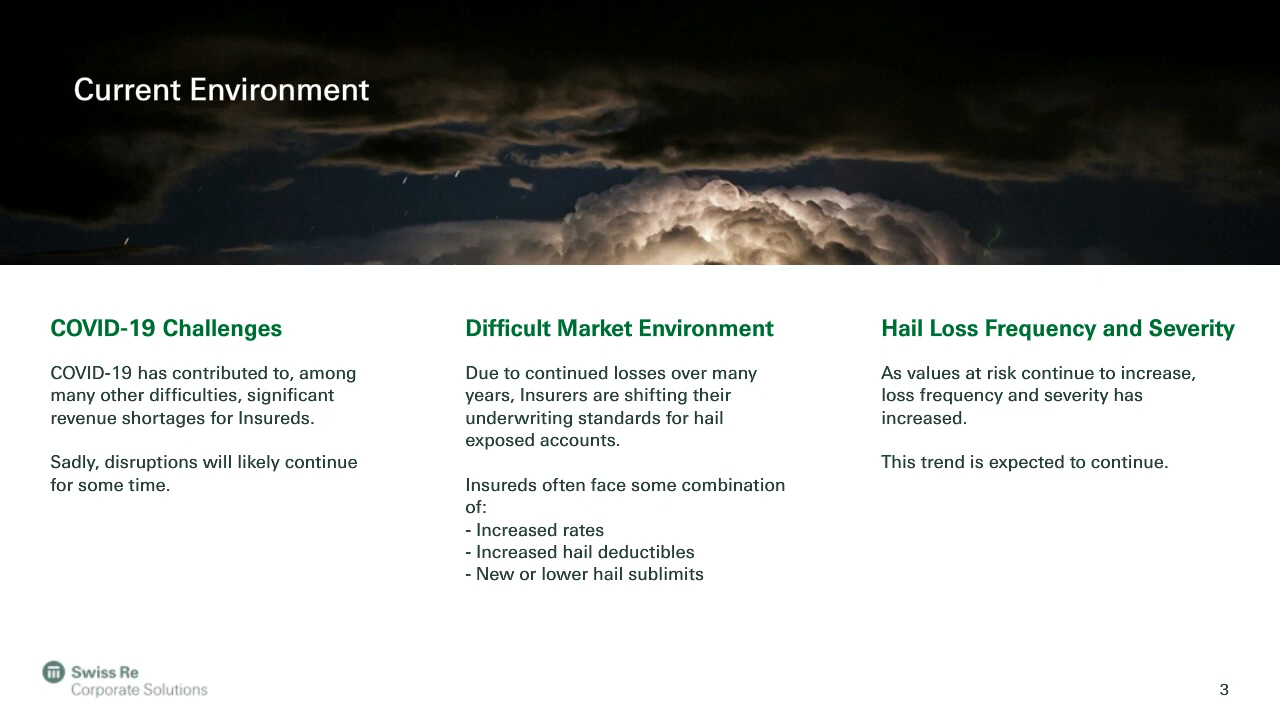 Current Environment
COVID-19 Challenges
COVID-19 has contributed to, among
many other difficulties, significant
revenue shortages for Insureds.
Sadly, disruptions will likely continue
for some time.
Difficult Market Environment
Due to continued losses over many
years, Insurers are shifting their
underwriting standards for hail
exposed accounts.
Insureds often face some combination
of:
- Increased rates
- Increased hail deductibles
- New or lower hail sublimits
Hail Loss Frequency and Severity
As values at risk continue to increase,
loss frequency and severity has
increased.
This trend is expected to continue.
Swiss Re
Corporate Solutions
3